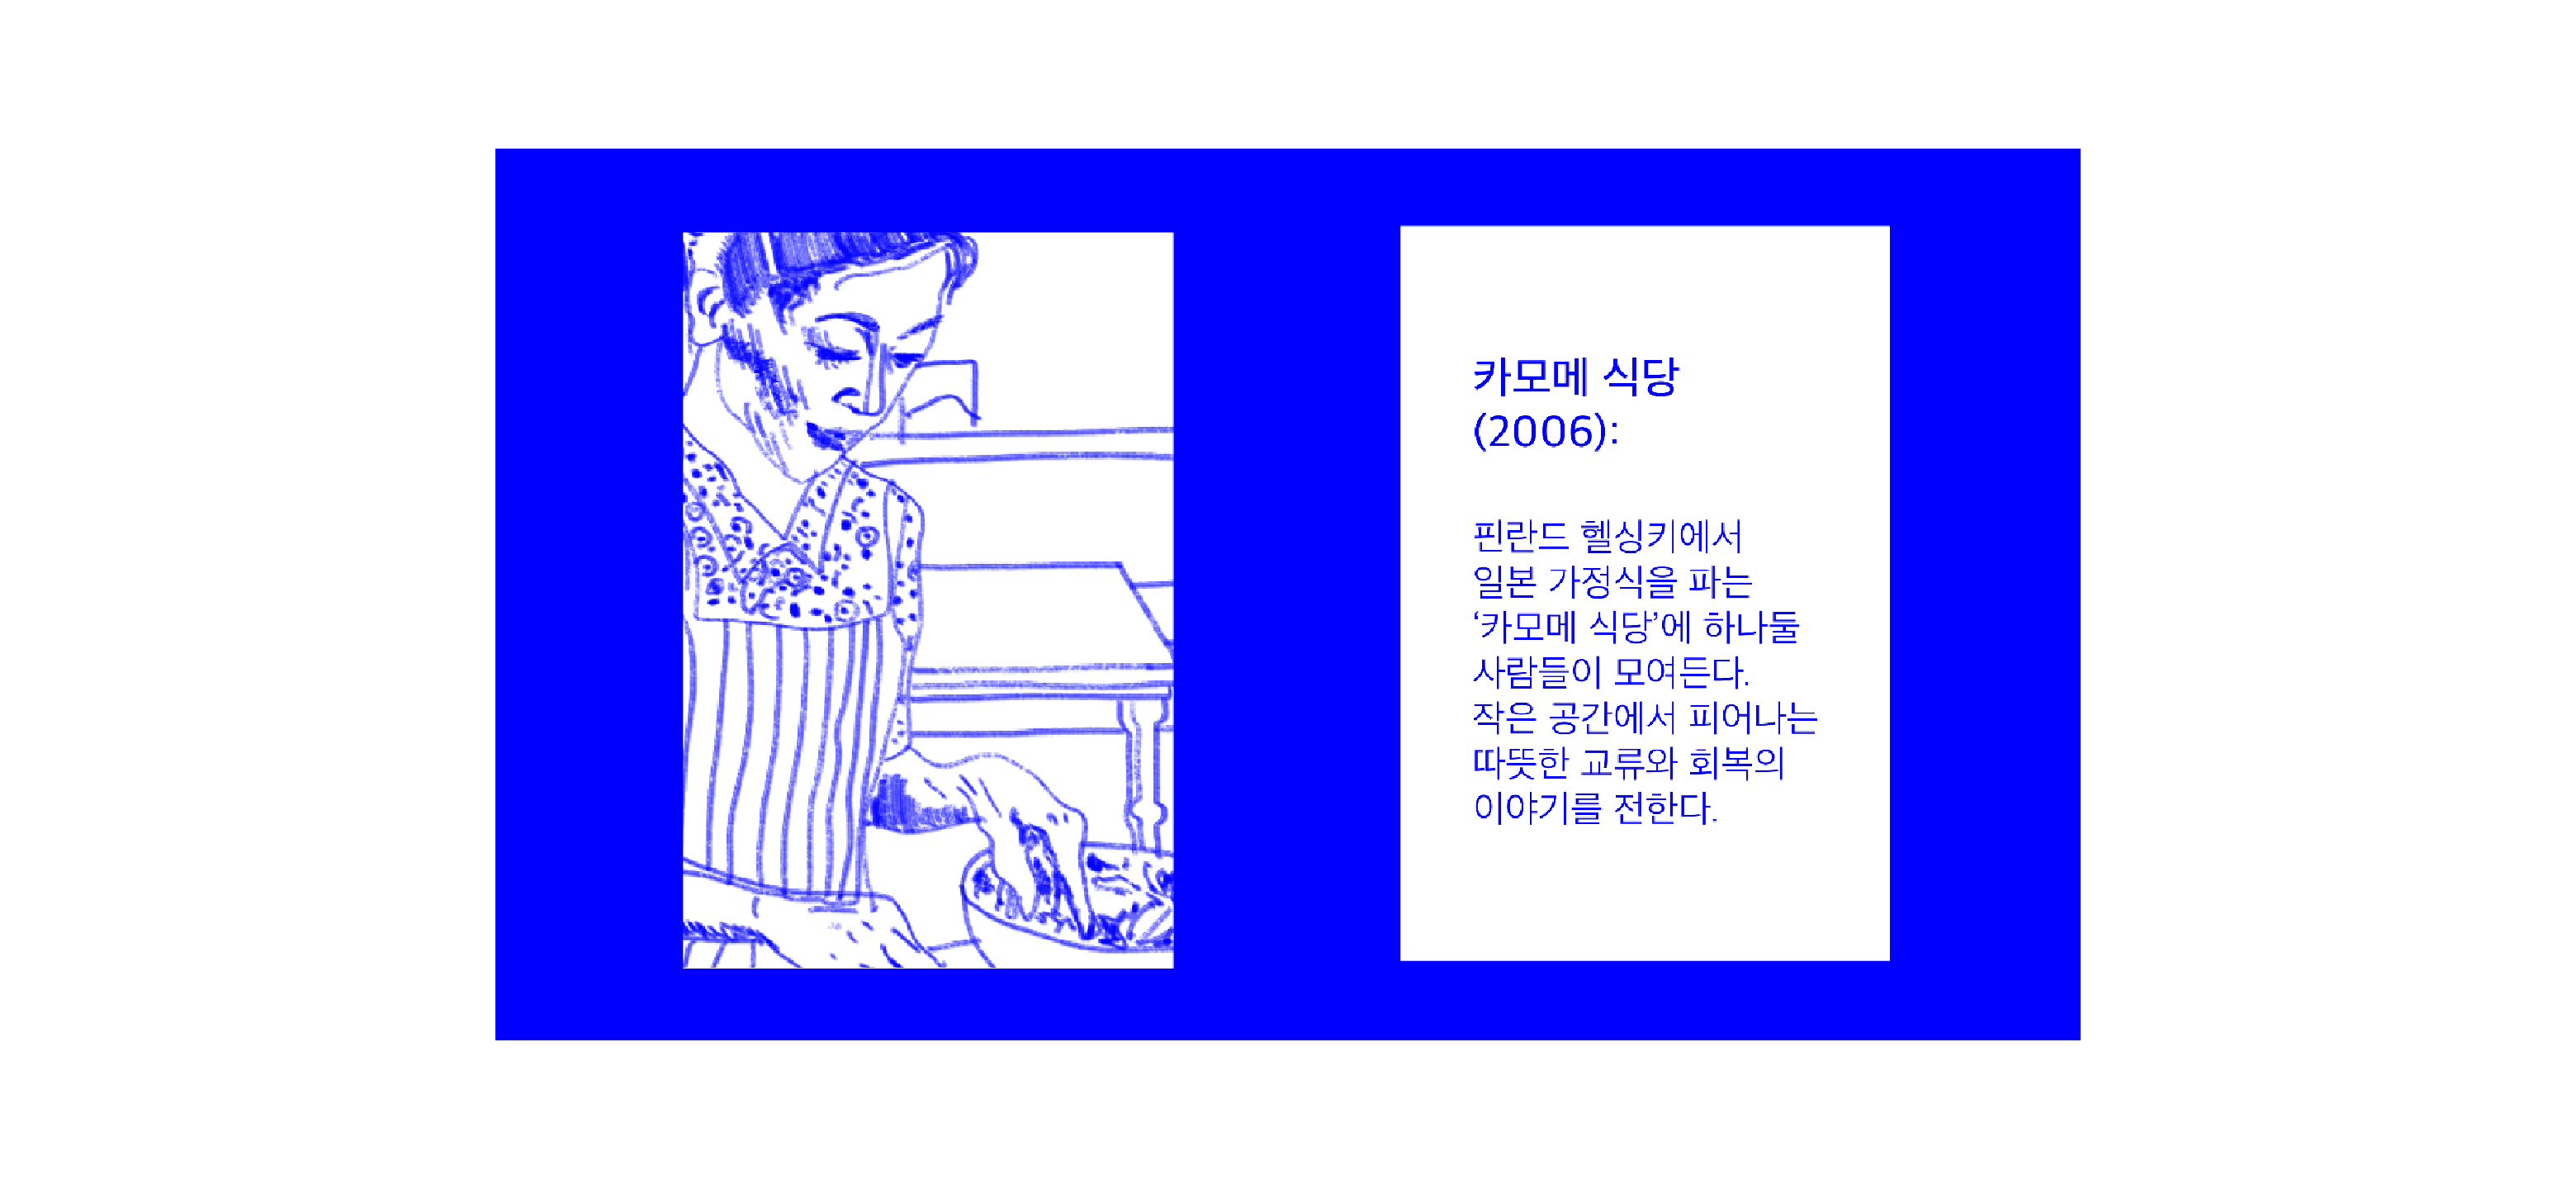 카모메 식당
(2006):
핀란드 헬싱키에서
일본 가정식을 파는
‘카모메 식당’에 하나둘
사람들이 모여든다.
작은 공간에서 피어나는
따뜻한 교류와 회복의
이야기를 전한다.